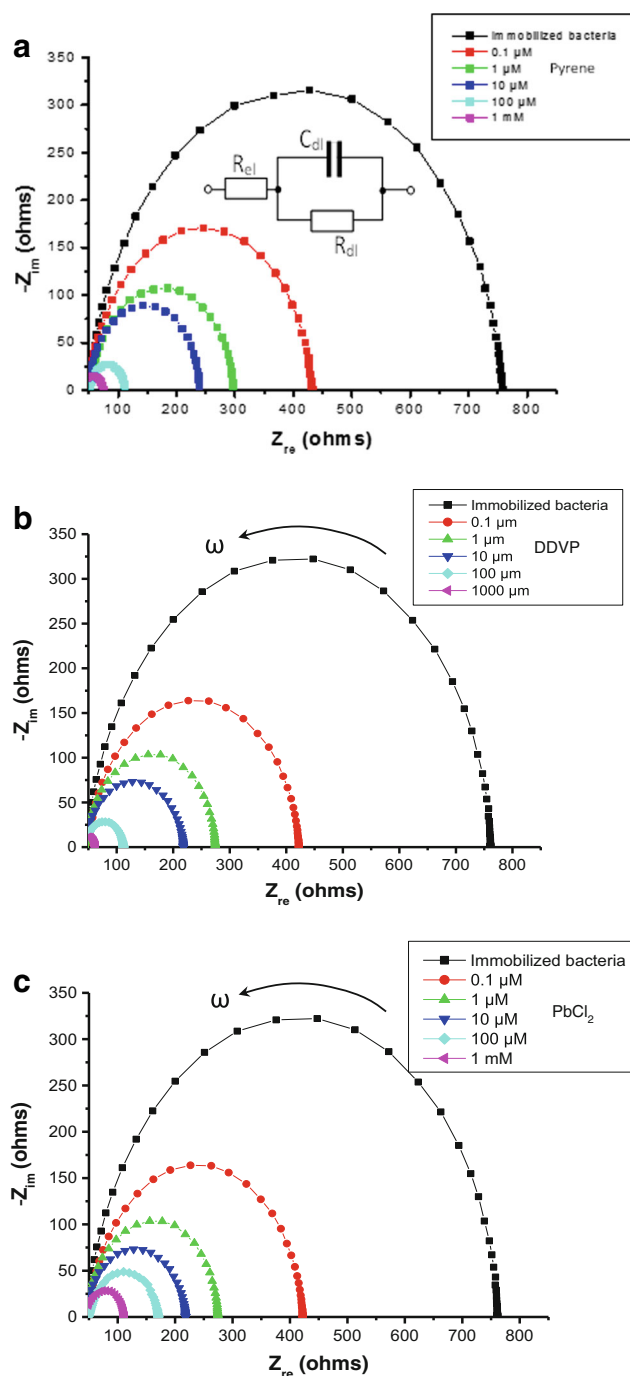 a
350
300
250
200
150
100
50
0
-Z_im (ohms)
Immobilized bacteria
0.1 µM
1 µM
10 µM
100 µM
1 mM
Pyrene
R_el
C_dl
R_dl
100 200 300 400 500 600 700 800
Z_re (ohms)
b
350
300
250
200
150
100
50
0
-Z_im (ohms)
ω
Immobilized bacteria
0.1 µm
1 µm
10 µm
100 µm
1000 µm
DDVP
100 200 300 400 500 600 700 800
Z_re (ohms)
c
350
300
250
200
150
100
50
0
-Z_im (ohms)
ω
Immobilized bacteria
0.1 µM
1 µM
10 µM
100 µM
1 mM
PbCl₂
100 200 300 400 500 600 700 800
Z_re (ohms)